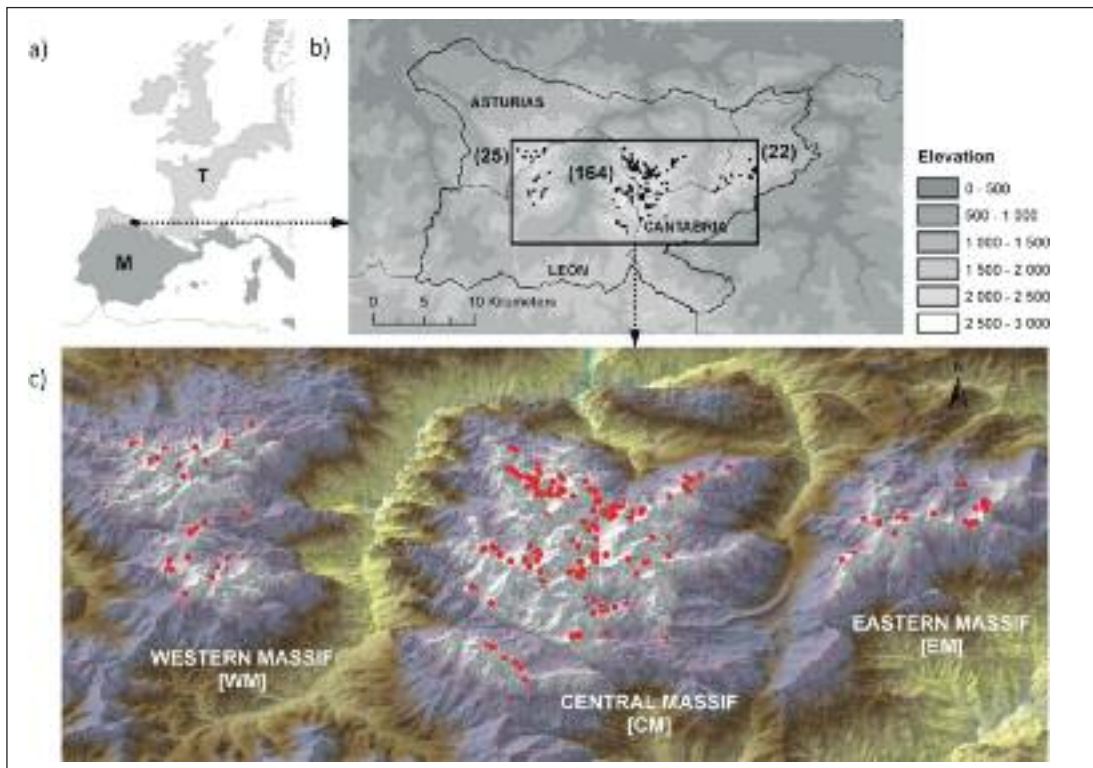 a)
T
M
b)
ASTURIAS
(25)
(164)
(22)
CANTABRIA
LEÓN
0 5 10 Kilometers
Elevation
0 - 500
500 - 1 000
1 000 - 1 500
1 500 - 2 000
2 000 - 2 500
2 500 - 3 000
c)
N
WESTERN MASSIF
[WM]
CENTRAL MASSIF
[CM]
EASTERN MASSIF
[EM]